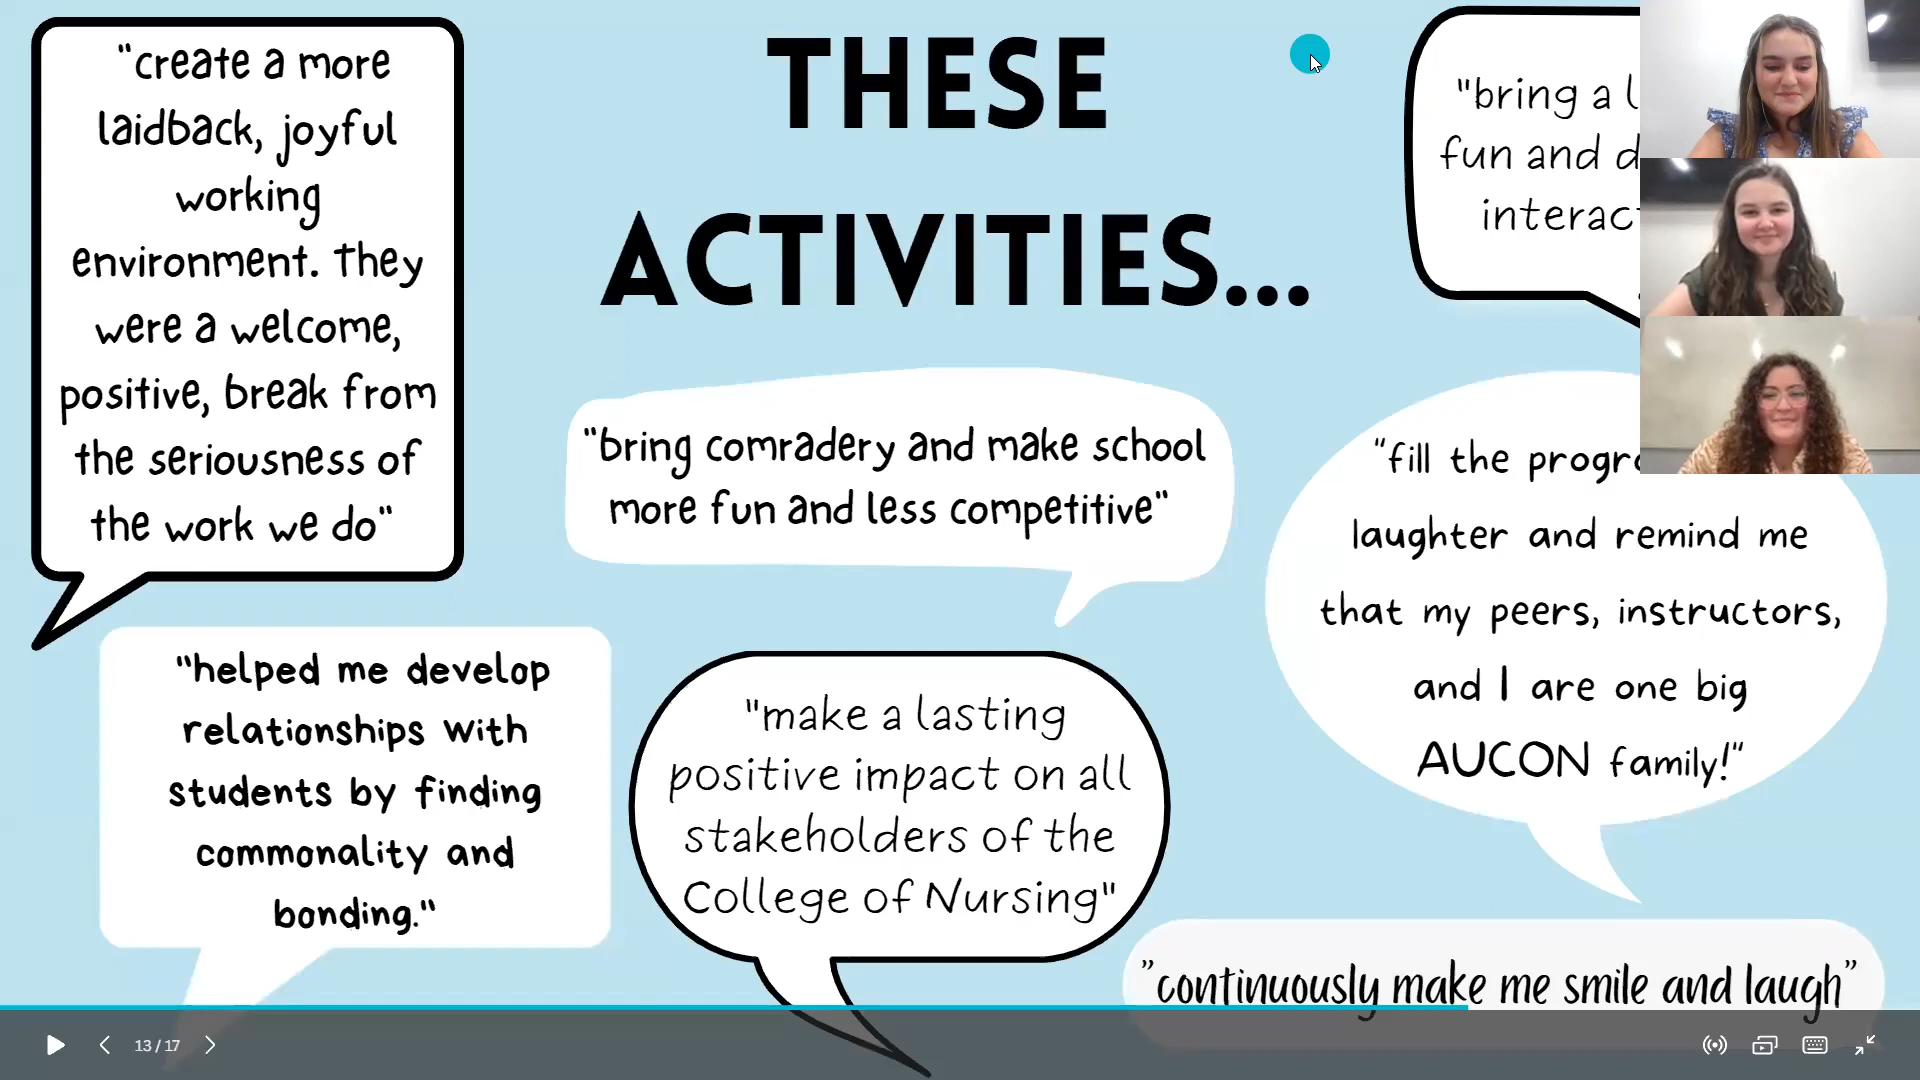 THESE
ACTIVITIES...
"create a more
laidback, joyful
working
environment. They
were a welcome,
positive, break from
the seriousness of
the work we do"
"bring comradery and make school
more fun and less competitive"
"bring a
fun and
interac
"fill the
laughter and remind me
that my peers, instructors,
and I are one big
AUCON family!"
"helped me develop
relationships with
students by finding
commonality and
bonding."
"make a lasting
positive impact on all
stakeholders of the
College of Nursing"
"continuously make me smile and laugh"
13 / 17